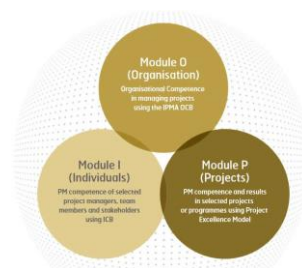 Module O
(Organisation)
Organisational Competence
in managing projects
using the IPMA OCB
Module I
(Individuals)
PM competence of selected
project managers, team
members and stakeholders
using ICB
Module P
(Projects)
PM competence and results
in selected projects
or programmes using Project
Excellence Model